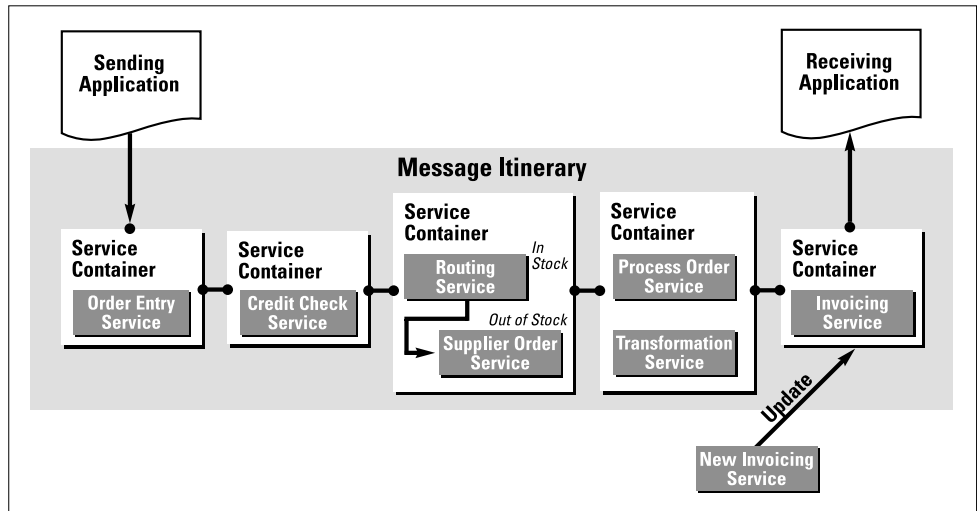 Sending
Application
Receiving
Application
Message Itinerary
Service
Container
Order Entry
Service
Service
Container
Credit Check
Service
Service
Container
In
Stock
Routing
Service
Out of Stock
Supplier Order
Service
Service
Container
Process Order
Service
Transformation
Service
Service
Container
Invoicing
Service
Update
New Invoicing
Service